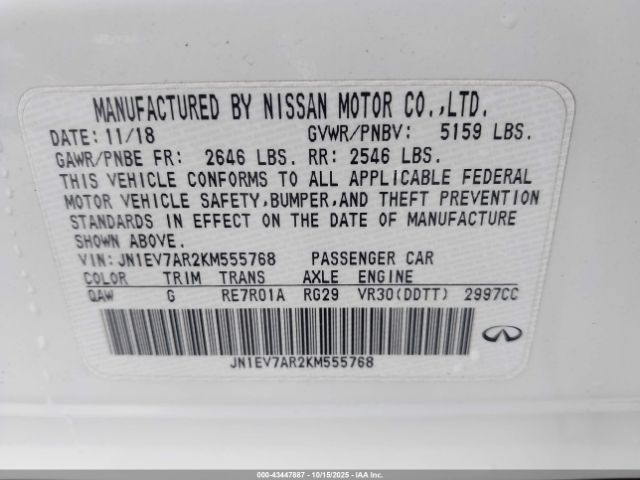 MANUFACTURED BY NISSAN MOTOR CO.,LTD.
DATE: 11/18 GVWR/PNBV: 5159 LBS.
GAWR/PNBE FR: 2646 LBS. RR: 2546 LBS.
THIS VEHICLE CONFORMS TO ALL APPLICABLE FEDERAL
MOTOR VEHICLE SAFETY,BUMPER,AND THEFT PREVENTION
STANDARDS IN EFFECT ON THE DATE OF MANUFACTURE
SHOWN ABOVE.
VIN: JN1EV7AR2KM555768 PASSENGER CAR
COLOR TRIM TRANS AXLE ENGINE
QAW G RE7R01A RG29 VR30(DDTT) 2997CC
JN1EV7AR2KM555768
000-43447887 - 10/15/2025 - IAA